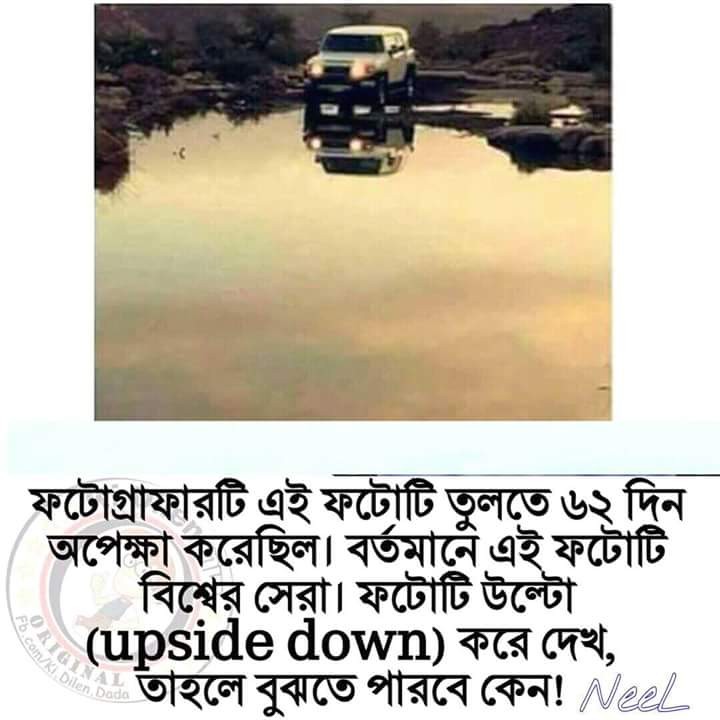 ফটোগ্রাফারটি এই ফটোটি তুলতে ৬২ দিন
অপেক্ষা করেছিল। বর্তমানে এই ফটোটি
বিশ্বের সেরা। ফটোটি উল্টো
(upside down) করে দেখ,
তাহলে বুঝতে পারবে কেন!
NeeL
ORIGINAL
Fb.com/Ki.Dilen.Dada